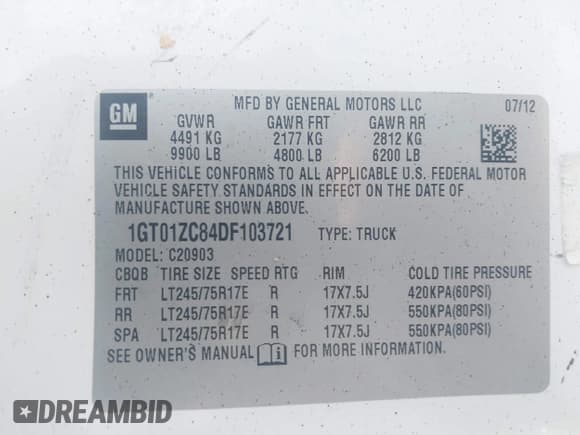 GM
MFD BY GENERAL MOTORS LLC 07/12
GVWR GAWR FRT GAWR RR
4491 KG 2177 KG 2812 KG
9900 LB 4800 LB 6200 LB
THIS VEHICLE CONFORMS TO ALL APPLICABLE U.S. FEDERAL MOTOR
VEHICLE SAFETY STANDARDS IN EFFECT ON THE DATE OF
MANUFACTURE SHOWN ABOVE.
1GT01ZC84DF103721 TYPE: TRUCK
MODEL: C20903
CBQB TIRE SIZE SPEED RTG RIM COLD TIRE PRESSURE
FRT LT245/75R17E R 17X7.5J 420KPA(60PSI)
RR LT245/75R17E R 17X7.5J 550KPA(80PSI)
SPA LT245/75R17E R 17X7.5J 550KPA(80PSI)
SEE OWNER'S MANUAL i FOR MORE INFORMATION.
DREAMBID